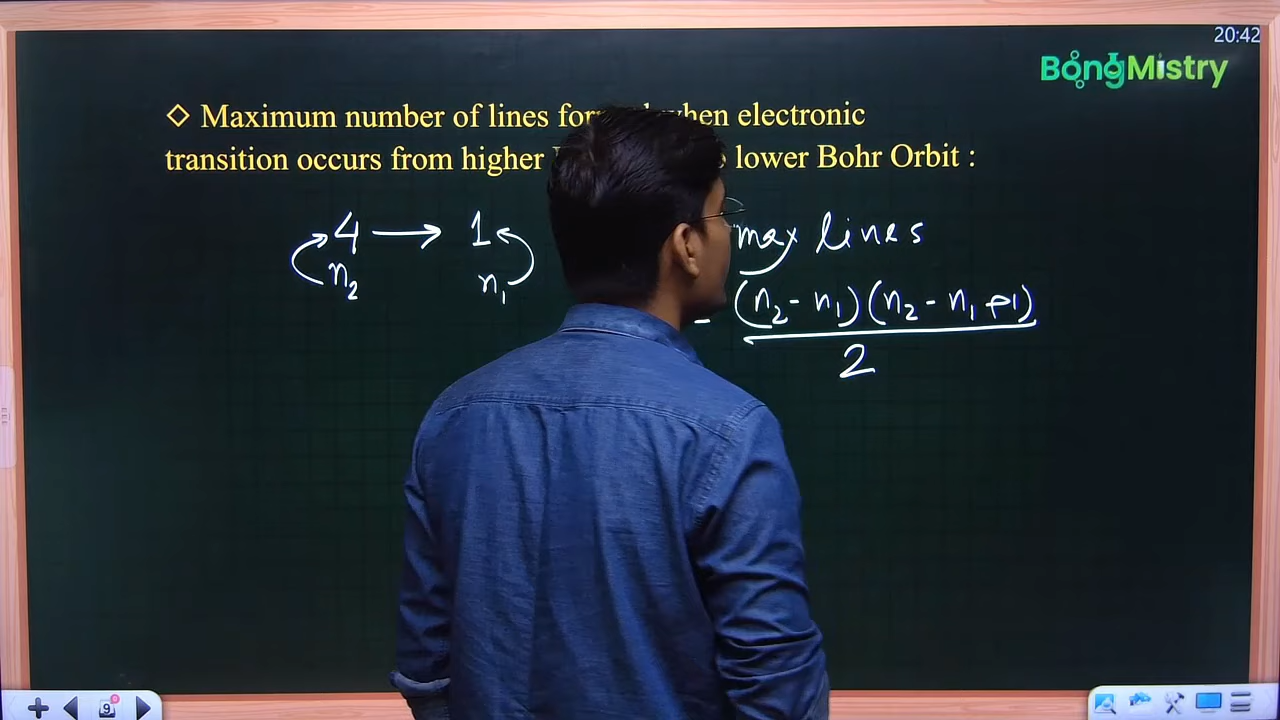 20:42
BongMistry
◇ Maximum number of lines when electronic
transition occurs from higher lower Bohr Orbit :
4 → 1 max lines
n₂ n₁
= (n₂ - n₁)(n₂ - n₁ + 1)
2
9